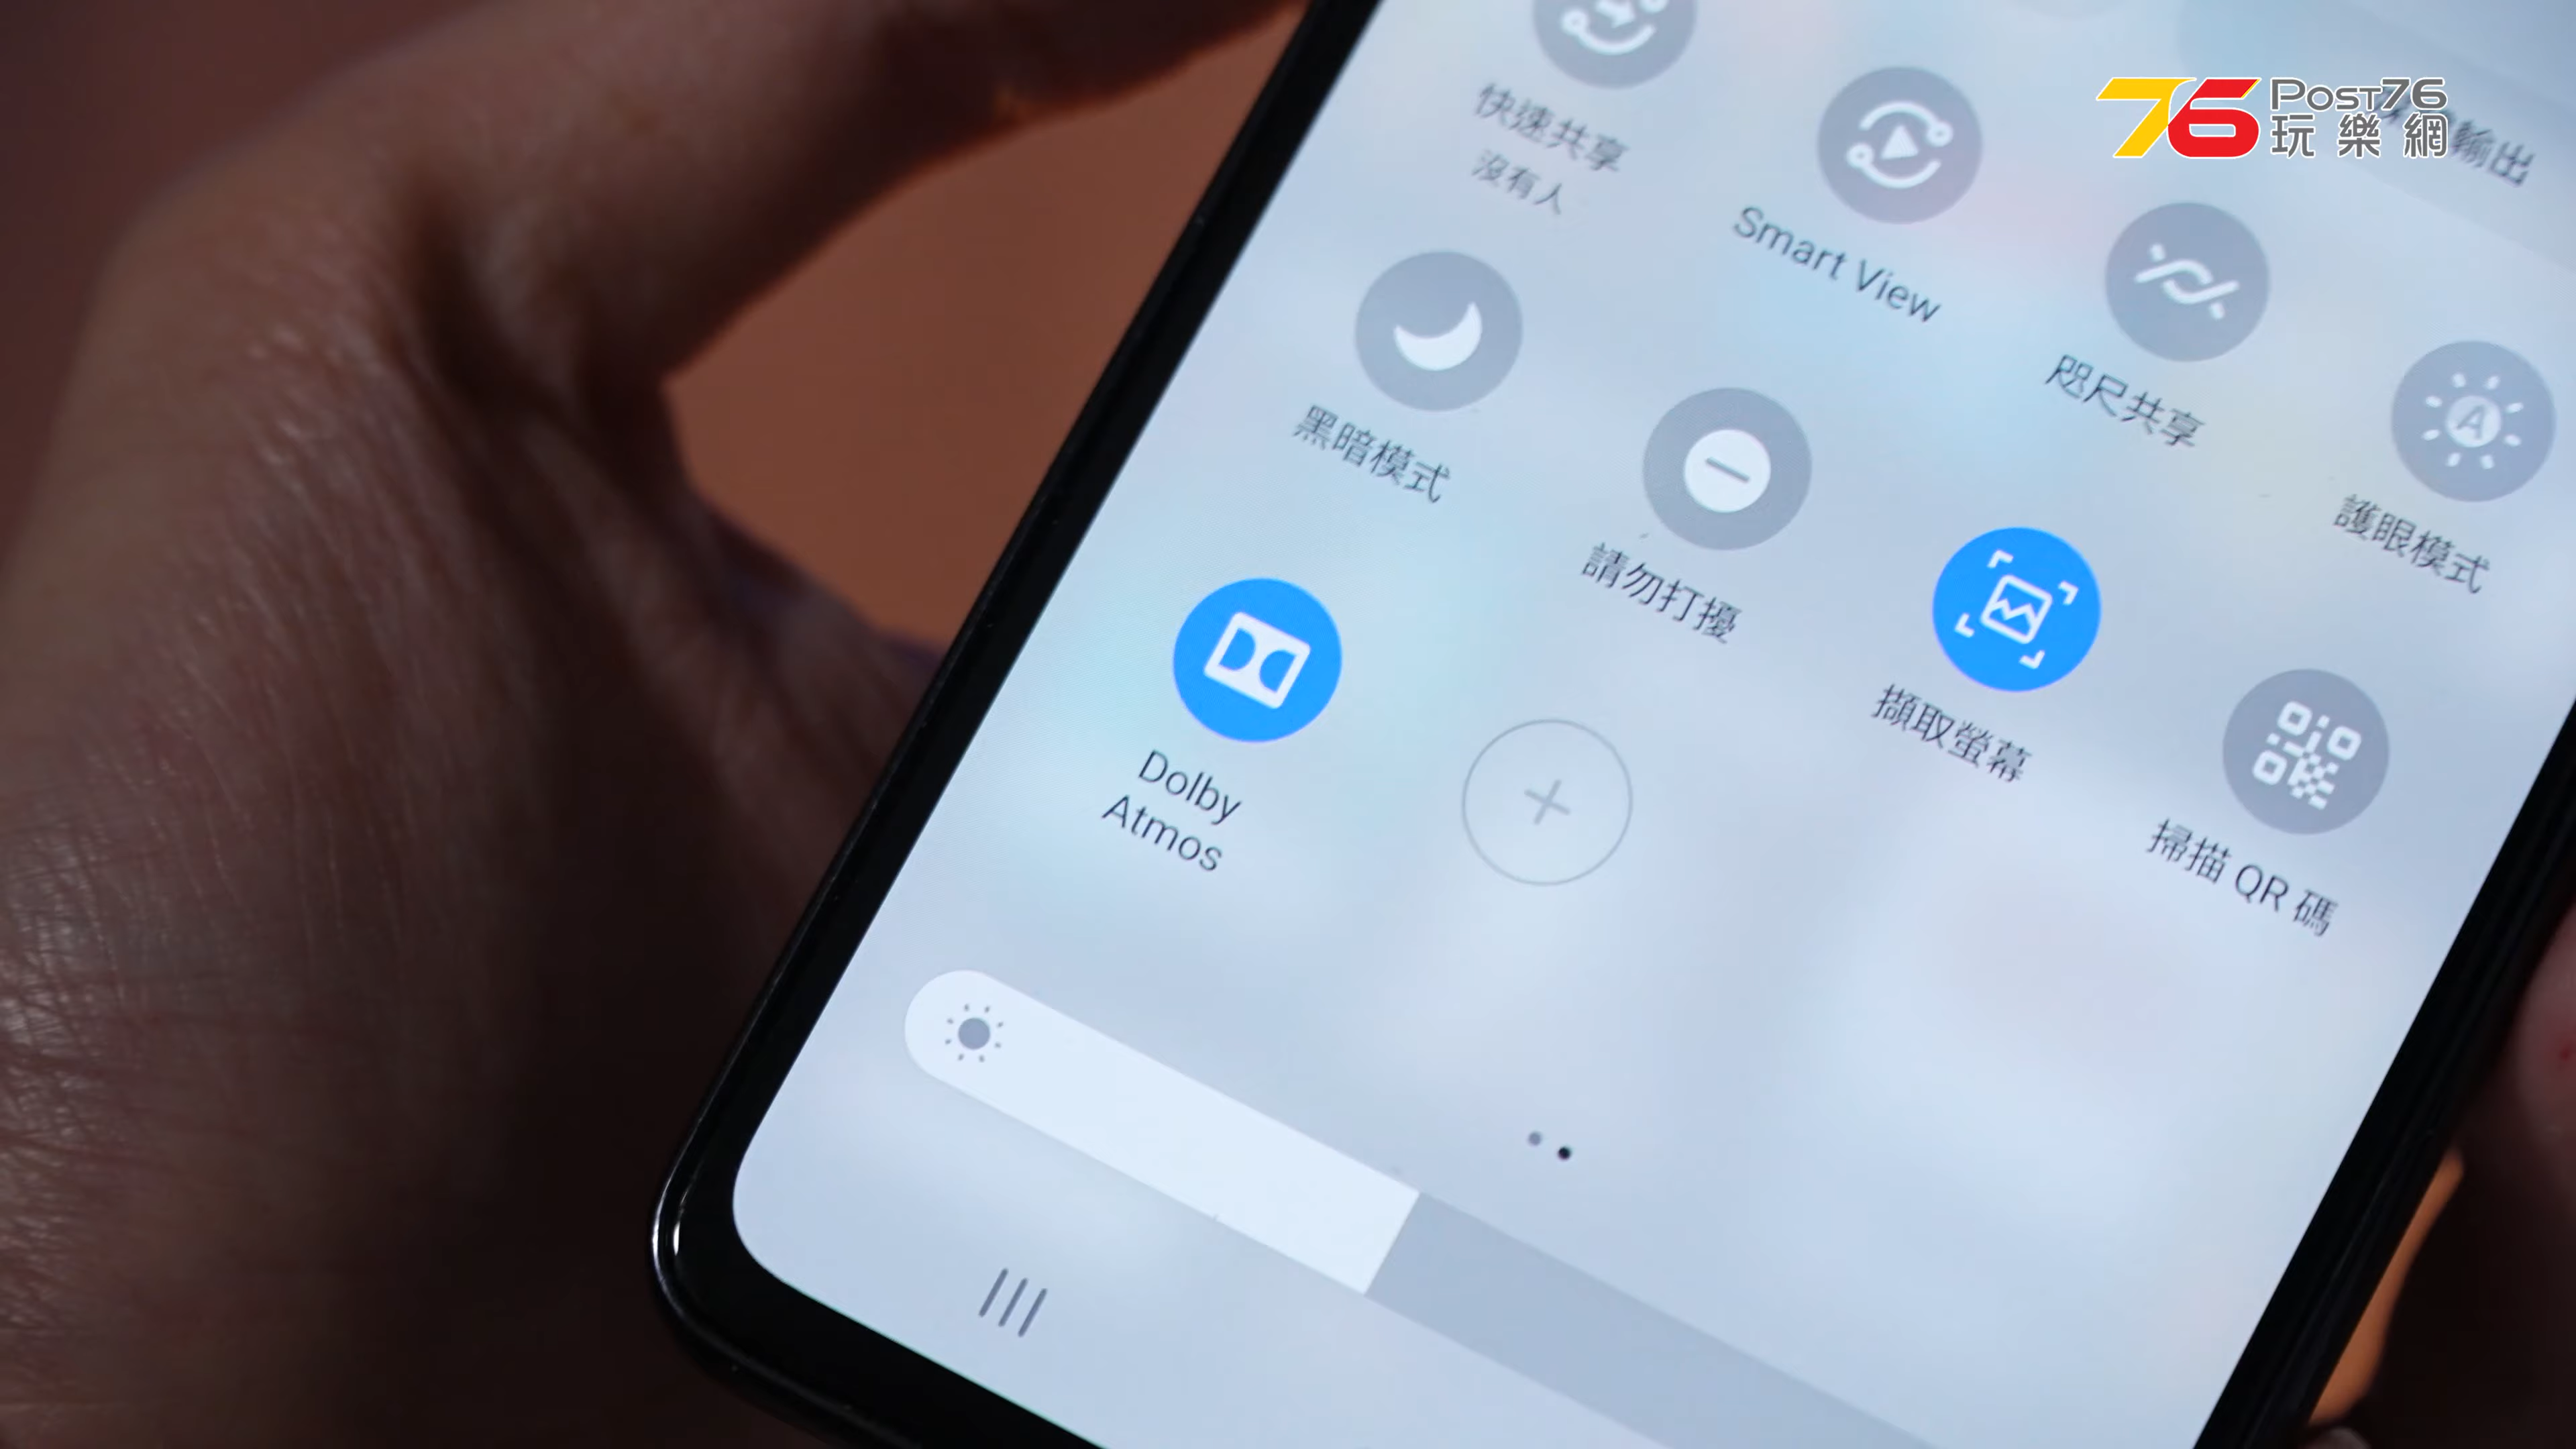 Post76
玩樂網
輸出
快速共享
沒有人
Smart View
咫尺共享
護眼模式
黑暗模式
請勿打擾
擷取螢幕
掃描 QR 碼
Dolby
Atmos